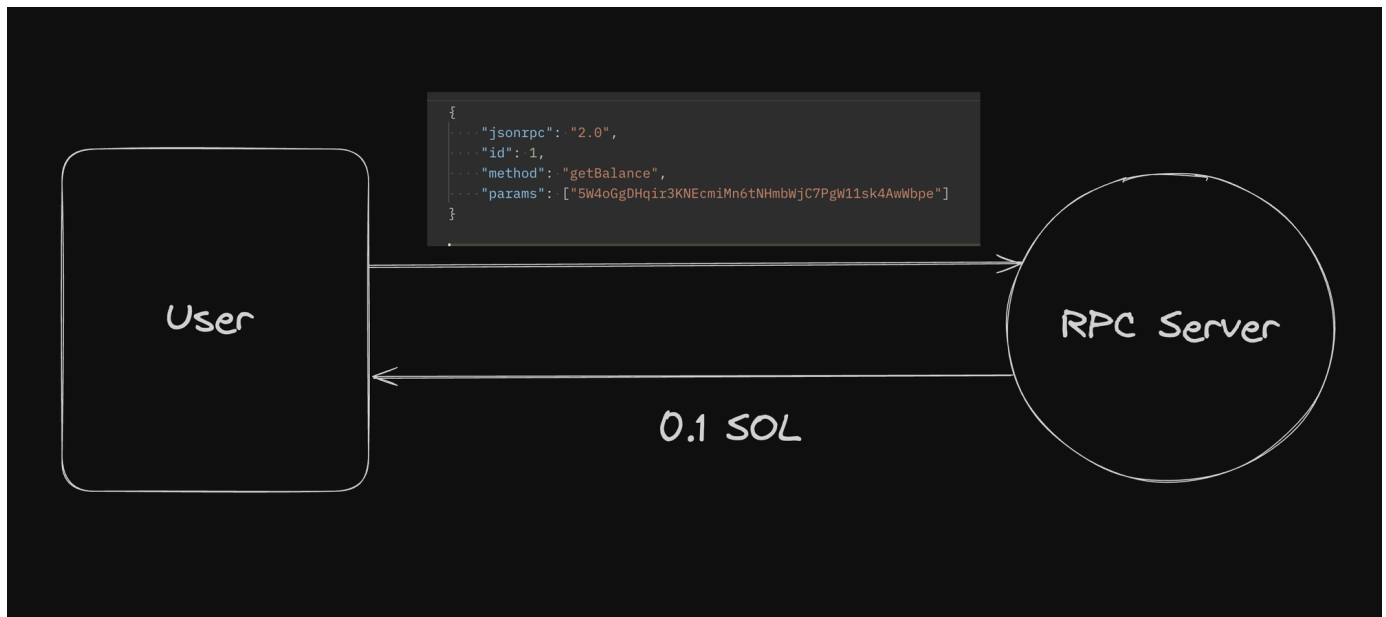 {
"jsonrpc": "2.0",
"id": 1,
"method": "getBalance",
"params": ["5W4oGgDHqir3KNEcmiMn6tNHmbWjC7PgW11sk4AwWbpe"]
}
User
RPC Server
0.1 SOL